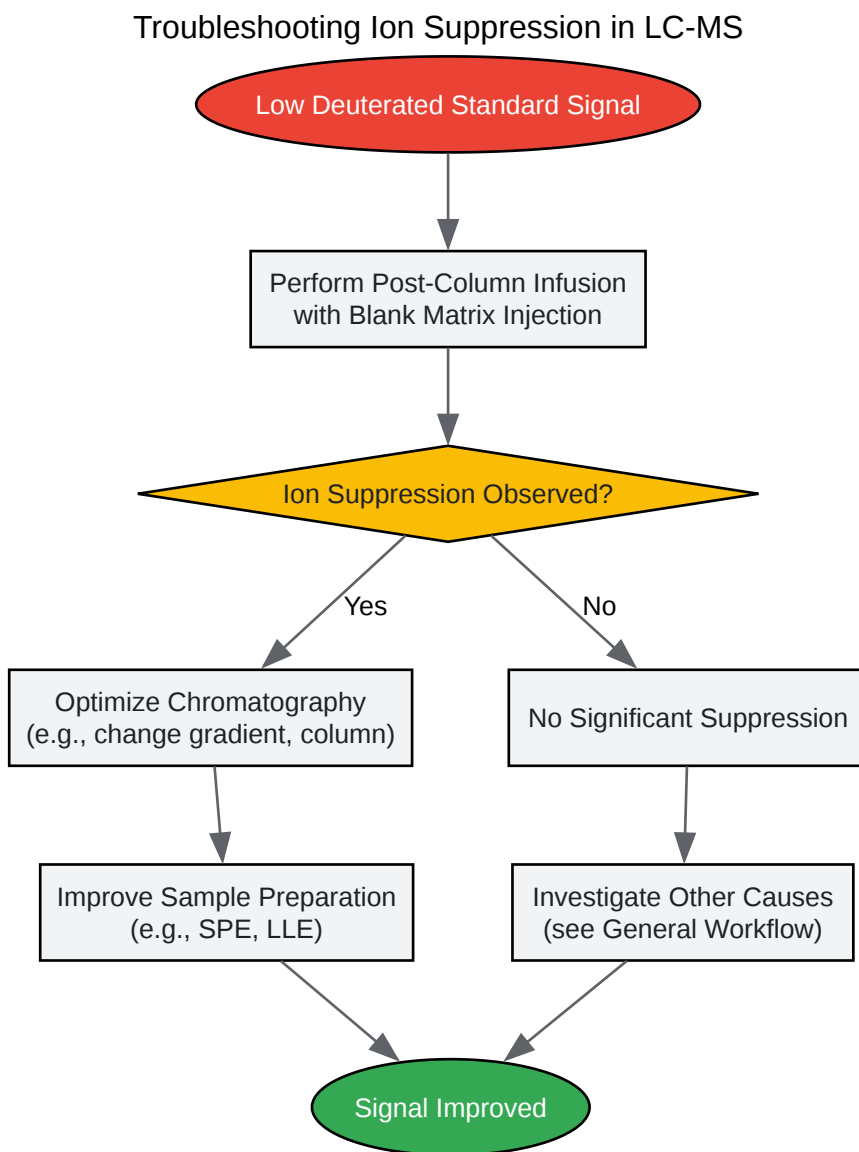 Troubleshooting Ion Suppression in LC-MS
Low Deuterated Standard Signal
Perform Post-Column Infusion
with Blank Matrix Injection
Ion Suppression Observed?
Yes
No
Optimize Chromatography
(e.g., change gradient, column)
No Significant Suppression
Improve Sample Preparation
(e.g., SPE, LLE)
Investigate Other Causes
(see General Workflow)
Signal Improved